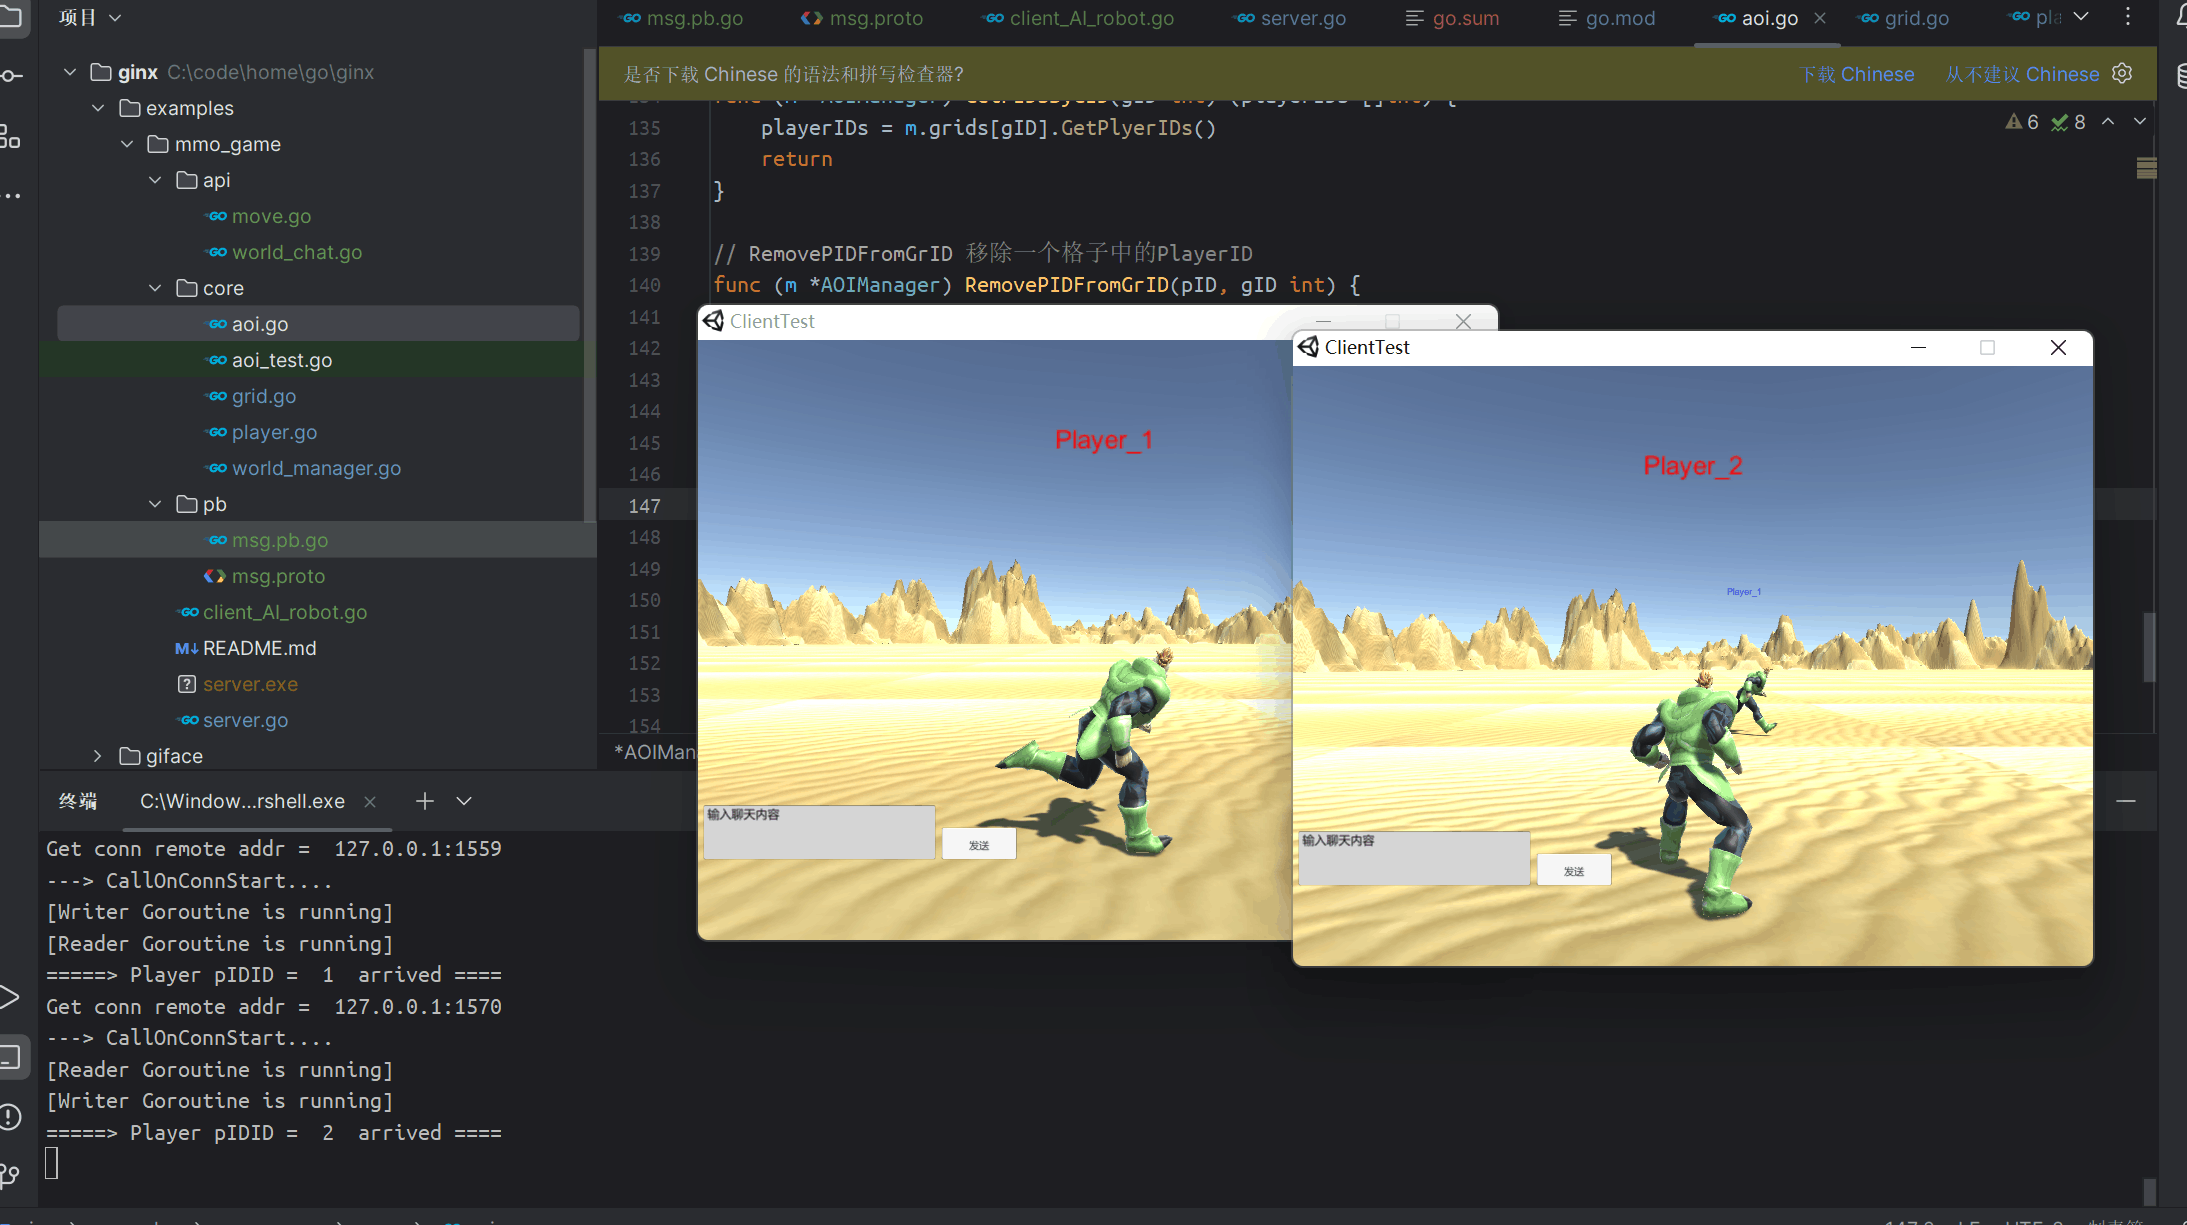 项目
msg.pb.go
msg.proto
client_AI_robot.go
server.go
go.sum
go.mod
aoi.go
grid.go
ginx C:\code\home\go\ginx
examples
mmo_game
api
move.go
world_chat.go
core
aoi.go
aoi_test.go
grid.go
player.go
world_manager.go
pb
msg.pb.go
msg.proto
client_AI_robot.go
README.md
server.exe
server.go
giface
是否下载 Chinese 的语法和拼写检查器?
下载 Chinese
从不建议 Chinese
6
8
135 playerIDs = m.grids[gID].GetPlyerIDs()
136 return
137 }
138
139 // RemovePIDFromGrID 移除一个格子中的PlayerID
140 func (m *AOIManager) RemovePIDFromGrID(pID, gID int) {
141
142
143
144
145
146
147
148
149
150
151
152
153
154
*AOIMan
ClientTest
Player_1
输入聊天内容
发送
ClientTest
Player_2
Player_1
输入聊天内容
发送
终端
C:\Window...rshell.exe
Get conn remote addr =  127.0.0.1:1559
---> CallOnConnStart....
[Writer Goroutine is running]
[Reader Goroutine is running]
=====> Player pIDID =  1  arrived ====
Get conn remote addr =  127.0.0.1:1570
---> CallOnConnStart....
[Reader Goroutine is running]
[Writer Goroutine is running]
=====> Player pIDID =  2  arrived ====